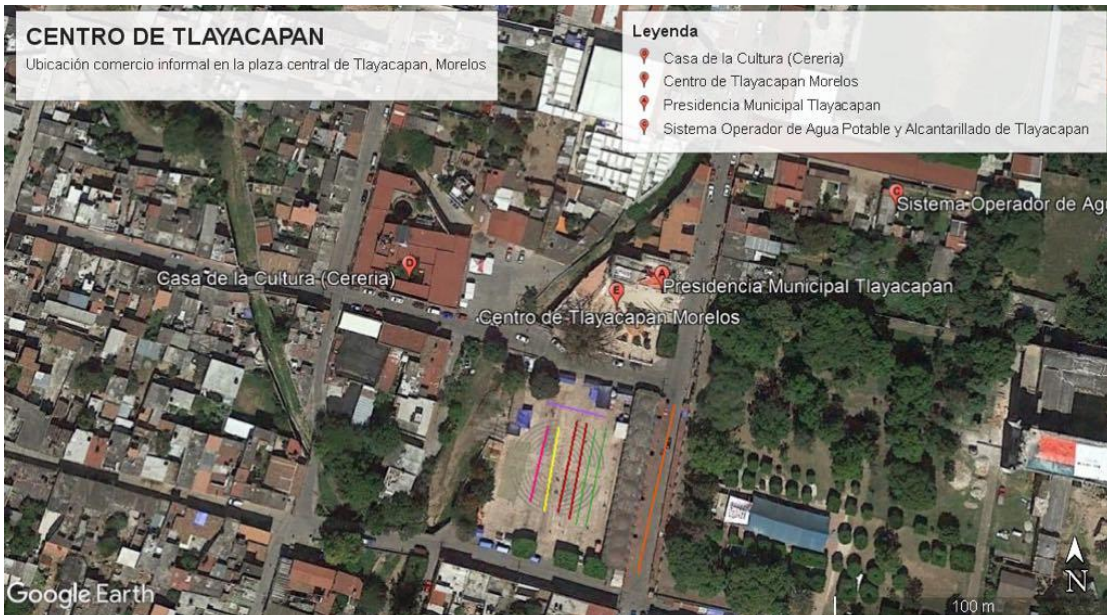 CENTRO DE TLAYACAPAN
Ubicación comercio informal en la plaza central de Tlayacapan, Morelos
Leyenda
Casa de la Cultura (Cereria)
Centro de Tlayacapan Morelos
Presidencia Municipal Tlayacapan
Sistema Operador de Agua Potable y Alcantarillado de Tlayacapan
C
Sistema Operador de Ag
D
Casa de la Cultura (Cereria)
A
Presidencia Municipal Tlayacapan
E
Centro de Tlayacapan Morelos
Google Earth
N
100 m